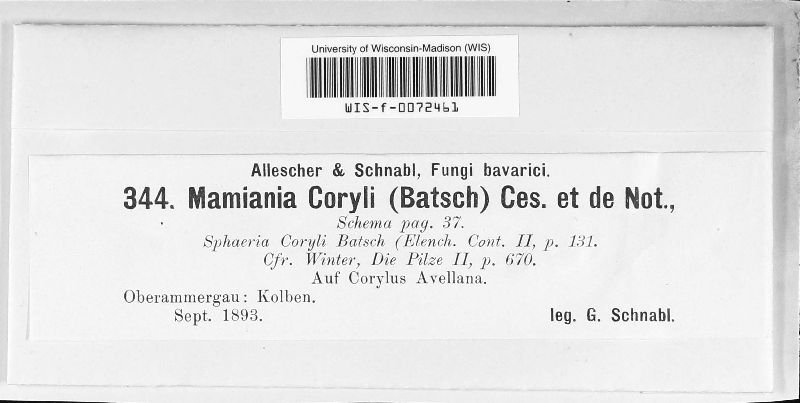 University of Wisconsin-Madison (WIS)
WIS-f-0072461
Allescher & Schnabl, Fungi bavarici.
344. Mamiania Coryli (Batsch) Ces. et de Not.,
Schema pag. 37.
Sphaeria Coryli Batsch (Elench. Cont. II, p. 131.
Cfr. Winter, Die Pilze II, p. 670.
Auf Corylus Avellana.
Oberammergau: Kolben.
Sept. 1893.
leg. G. Schnabl.